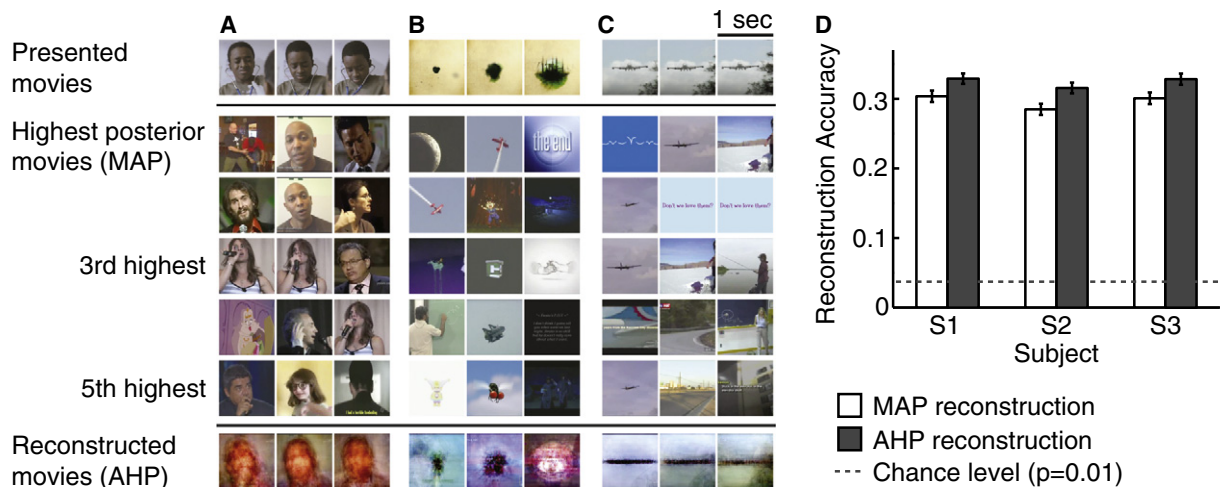 A
B
C
1 sec
D
Presented
movies
Highest posterior
movies (MAP)
the end
Don't we love them?
Don't we love them?
3rd highest
5th highest
Reconstructed
movies (AHP)
Reconstruction Accuracy
0.3
0.2
0.1
0
S1
S2
S3
Subject
MAP reconstruction
AHP reconstruction
Chance level (p=0.01)